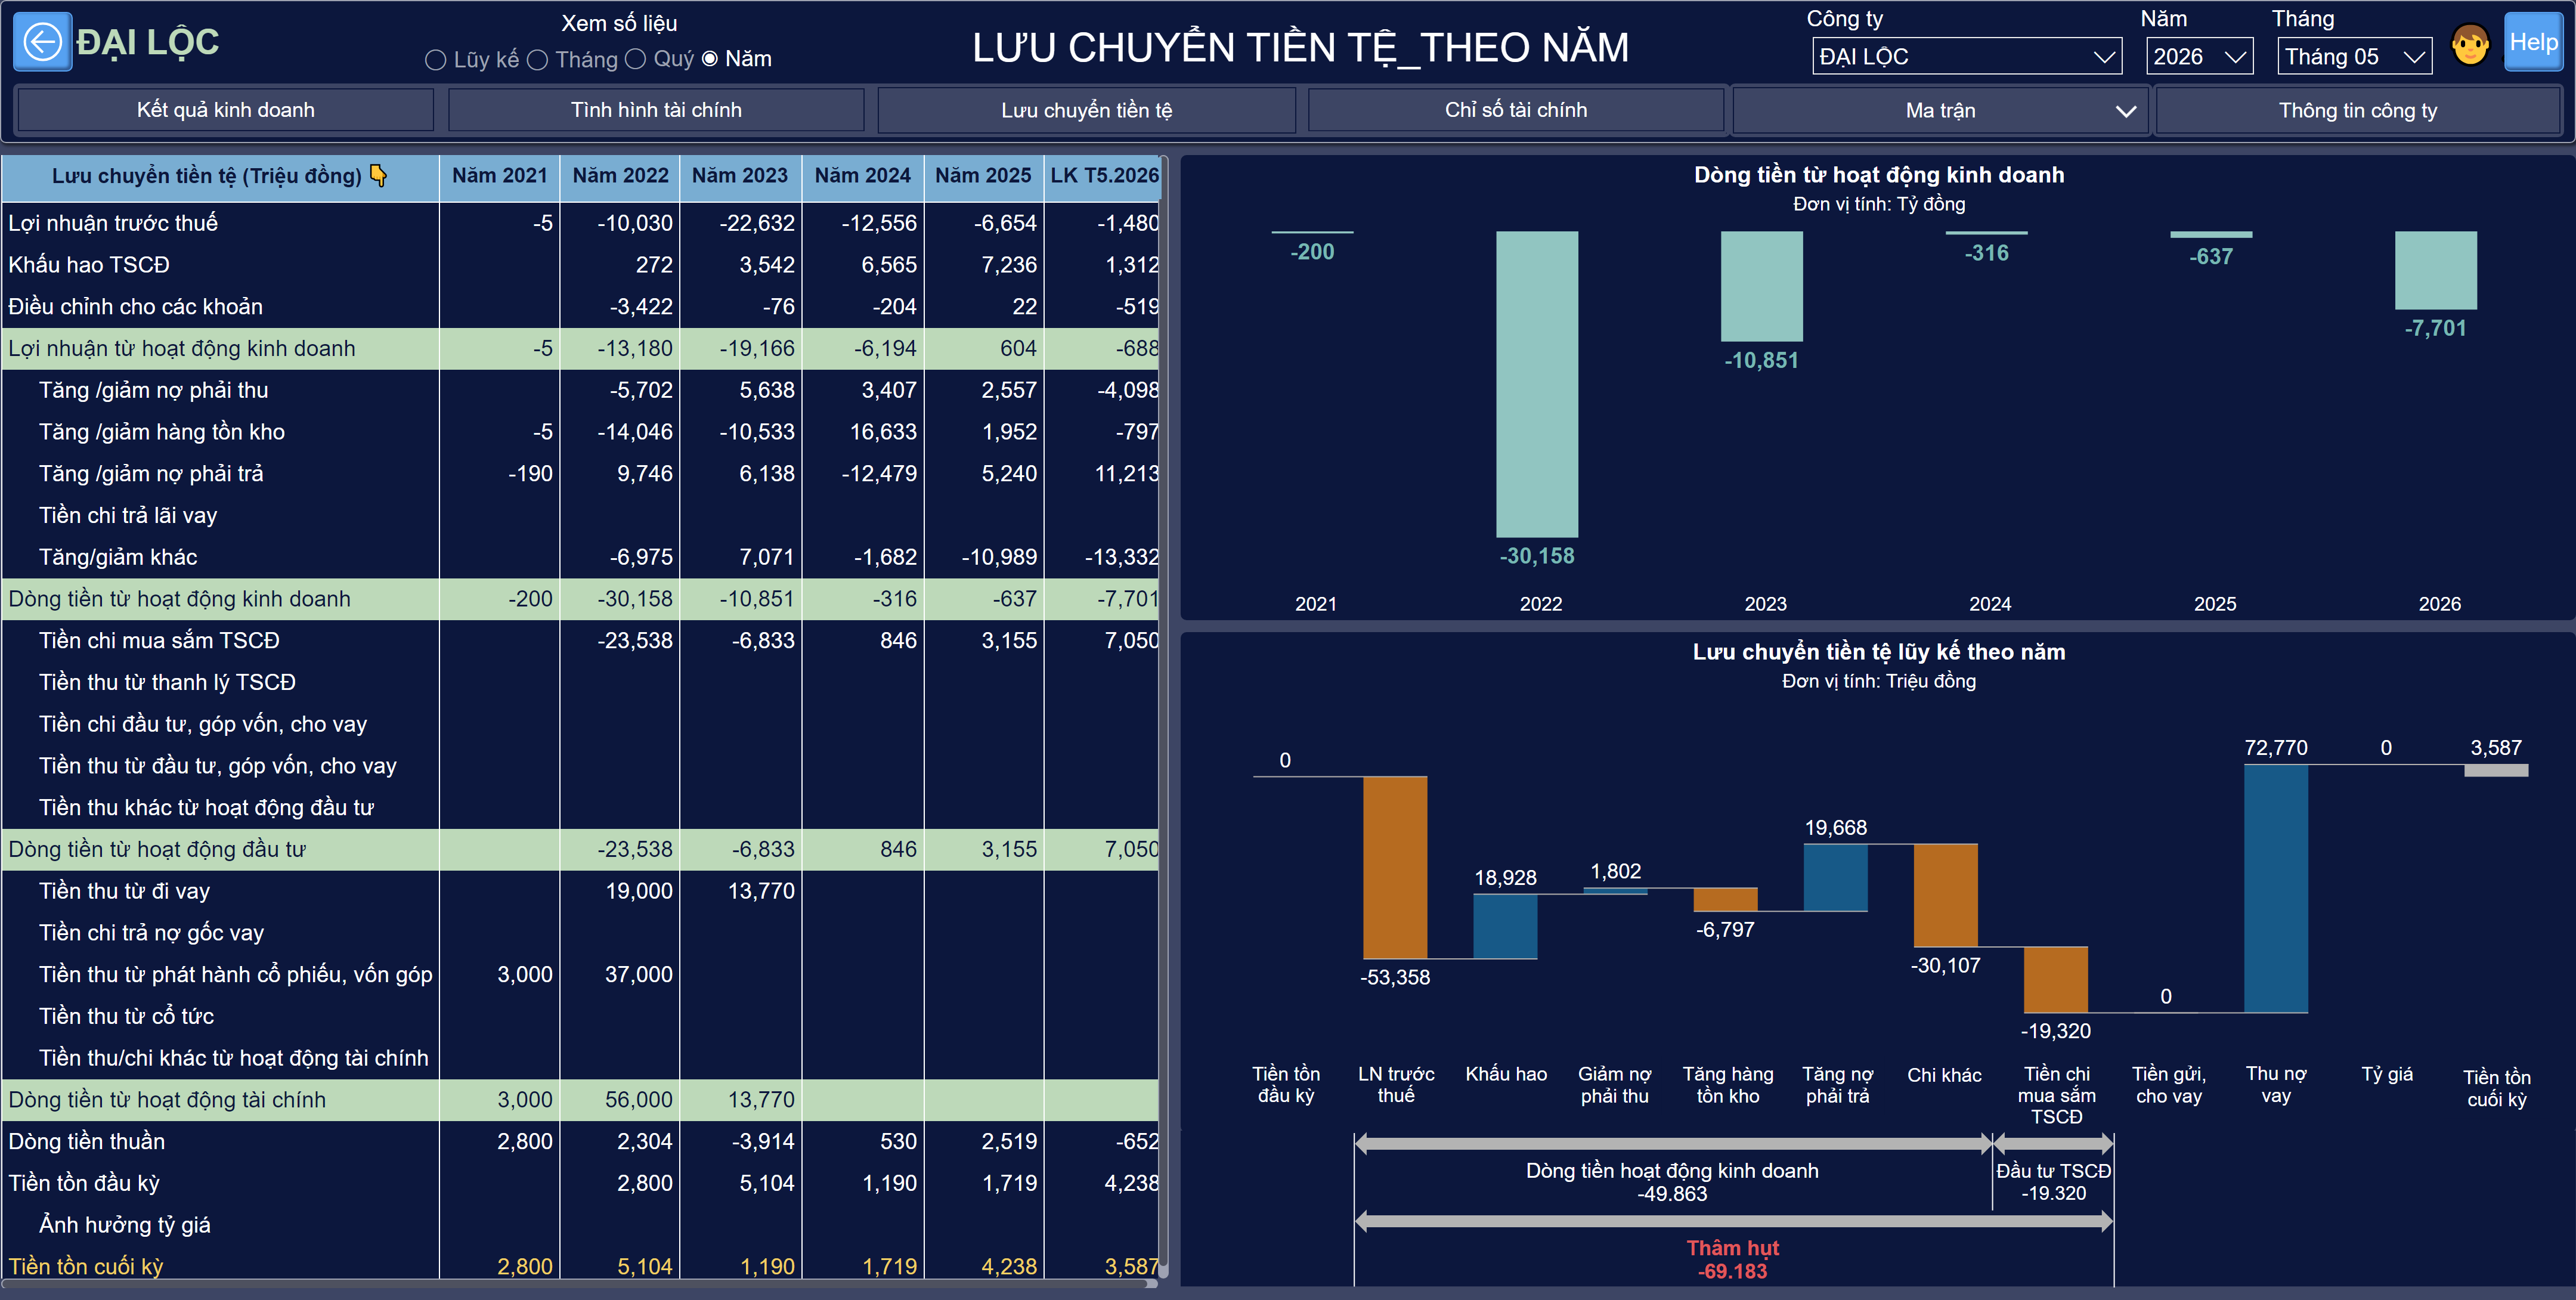 ĐẠI LỘC
Xem số liệu
Lũy kế Tháng Quý Năm
LƯU CHUYỂN TIỀN TỆ_THEO NĂM
Công ty Năm Tháng
ĐẠI LỘC 2026 Tháng 05 Help
Kết quả kinh doanh Tình hình tài chính Lưu chuyển tiền tệ Chỉ số tài chính Ma trận Thông tin công ty
Lưu chuyển tiền tệ (Triệu đồng) Năm 2021 Năm 2022 Năm 2023 Năm 2024 Năm 2025 LK T5.2026
Lợi nhuận trước thuế -5 -10,030 -22,632 -12,556 -6,654 -1,480
Khấu hao TSCĐ 272 3,542 6,565 7,236 1,312
Điều chỉnh cho các khoản -3,422 -76 -204 22 -519
Lợi nhuận từ hoạt động kinh doanh -5 -13,180 -19,166 -6,194 604 -688
Tăng /giảm nợ phải thu -5,702 5,638 3,407 2,557 -4,098
Tăng /giảm hàng tồn kho -5 -14,046 -10,533 16,633 1,952 -797
Tăng /giảm nợ phải trả -190 9,746 6,138 -12,479 5,240 11,213
Tiền chi trả lãi vay
Tăng/giảm khác -6,975 7,071 -1,682 -10,989 -13,332
Dòng tiền từ hoạt động kinh doanh -200 -30,158 -10,851 -316 -637 -7,701
Tiền chi mua sắm TSCĐ -23,538 -6,833 846 3,155 7,050
Tiền thu từ thanh lý TSCĐ
Tiền chi đầu tư, góp vốn, cho vay
Tiền thu từ đầu tư, góp vốn, cho vay
Tiền thu khác từ hoạt động đầu tư
Dòng tiền từ hoạt động đầu tư -23,538 -6,833 846 3,155 7,050
Tiền thu từ đi vay 19,000 13,770
Tiền chi trả nợ gốc vay
Tiền thu từ phát hành cổ phiếu, vốn góp 3,000 37,000
Tiền thu từ cổ tức
Tiền thu/chi khác từ hoạt động tài chính
Dòng tiền từ hoạt động tài chính 3,000 56,000 13,770
Dòng tiền thuần 2,800 2,304 -3,914 530 2,519 -652
Tiền tồn đầu kỳ 2,800 5,104 1,190 1,719 4,238
Ảnh hưởng tỷ giá
Tiền tồn cuối kỳ 2,800 5,104 1,190 1,719 4,238 3,587
Dòng tiền từ hoạt động kinh doanh
Đơn vị tính: Tỷ đồng
-200 -30,158 -10,851 -316 -637 -7,701
2021 2022 2023 2024 2025 2026
Lưu chuyển tiền tệ lũy kế theo năm
Đơn vị tính: Triệu đồng
0 -53,358 18,928 1,802 -6,797 19,668 -30,107 -19,320 0 72,770 0 3,587
Tiền tồn LN trước Khấu hao Giảm nợ Tăng hàng Tăng nợ Chi khác Tiền chi Tiền gửi, Thu nợ Tỷ giá Tiền tồn
đầu kỳ thuế phải thu tồn kho phải trả mua sắm cho vay vay cuối kỳ
TSCĐ
Dòng tiền hoạt động kinh doanh Đầu tư TSCĐ
-49.863 -19.320
Thâm hụt
-69.183